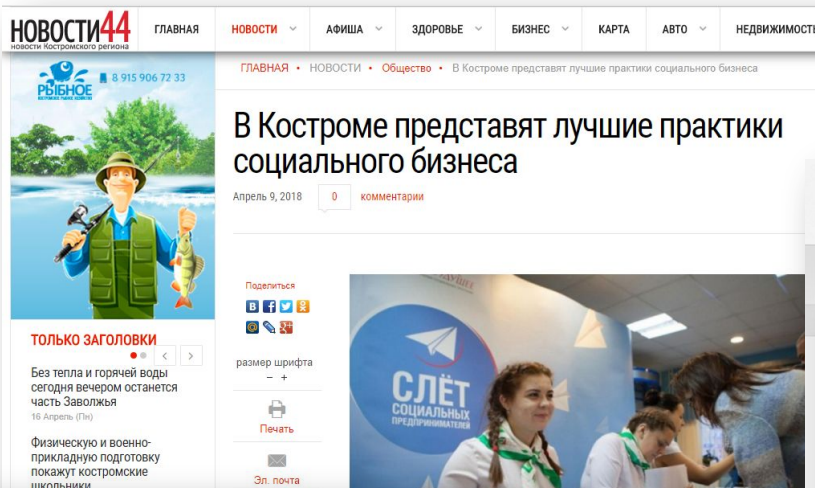 НОВОСТИ44
новости Костромского региона
ГЛАВНАЯ
НОВОСТИ
АФИША
ЗДОРОВЬЕ
БИЗНЕС
КАРТА
АВТО
НЕДВИЖИМОСТЬ
РЫБНОЕ
8 915 906 72 33
ГЛАВНАЯ • НОВОСТИ • Общество • В Костроме представят лучшие практики социального бизнеса
В Костроме представят лучшие практики
социального бизнеса
Апрель 9, 2018
0
комментарии
ТОЛЬКО ЗАГОЛОВКИ
Без тепла и горячей воды
сегодня вечером останется
часть Заволжья
16 Апрель (Пн)
Физическую и военно-
прикладную подготовку
покажут костромские
школьники
Поделиться
размер шрифта
– +
Печать
Эл. почта
СЛЁТ
СОЦИАЛЬНЫХ
ПРЕДПРИНИМАТЕЛЕЙ